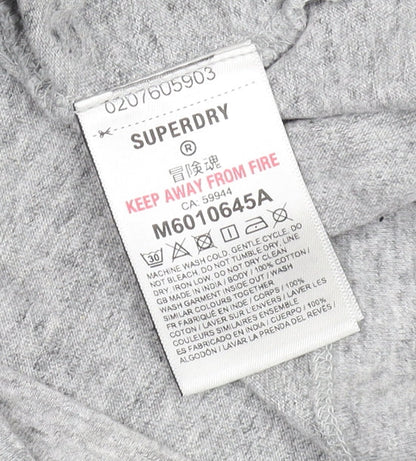 0207605903
SUPERDRY
®
冒険魂
KEEP AWAY FROM FIRE
CA: 59944
M6010645A
30
MACHINE WASH COLD, GENTLE CYCLE. DO
NOT BLEACH. DO NOT TUMBLE DRY. LINE
DRY. IRON LOW. DO NOT DRY CLEAN.
GB MADE IN INDIA / BODY / 100% COTTON /
WASH GARMENT INSIDE OUT / WASH
SIMILAR COLOURS TOGETHER
FR FABRIQUÉ EN INDE / CORPS / 100%
COTON / LAVER SUR L'ENVERS / LAVER LES
COULEURS SIMILAIRES ENSEMBLE
ES FABRICADO EN INDIA / BODY / 100%
ALGODÓN / LAVAR LA PRENDA DEL REVÉS /